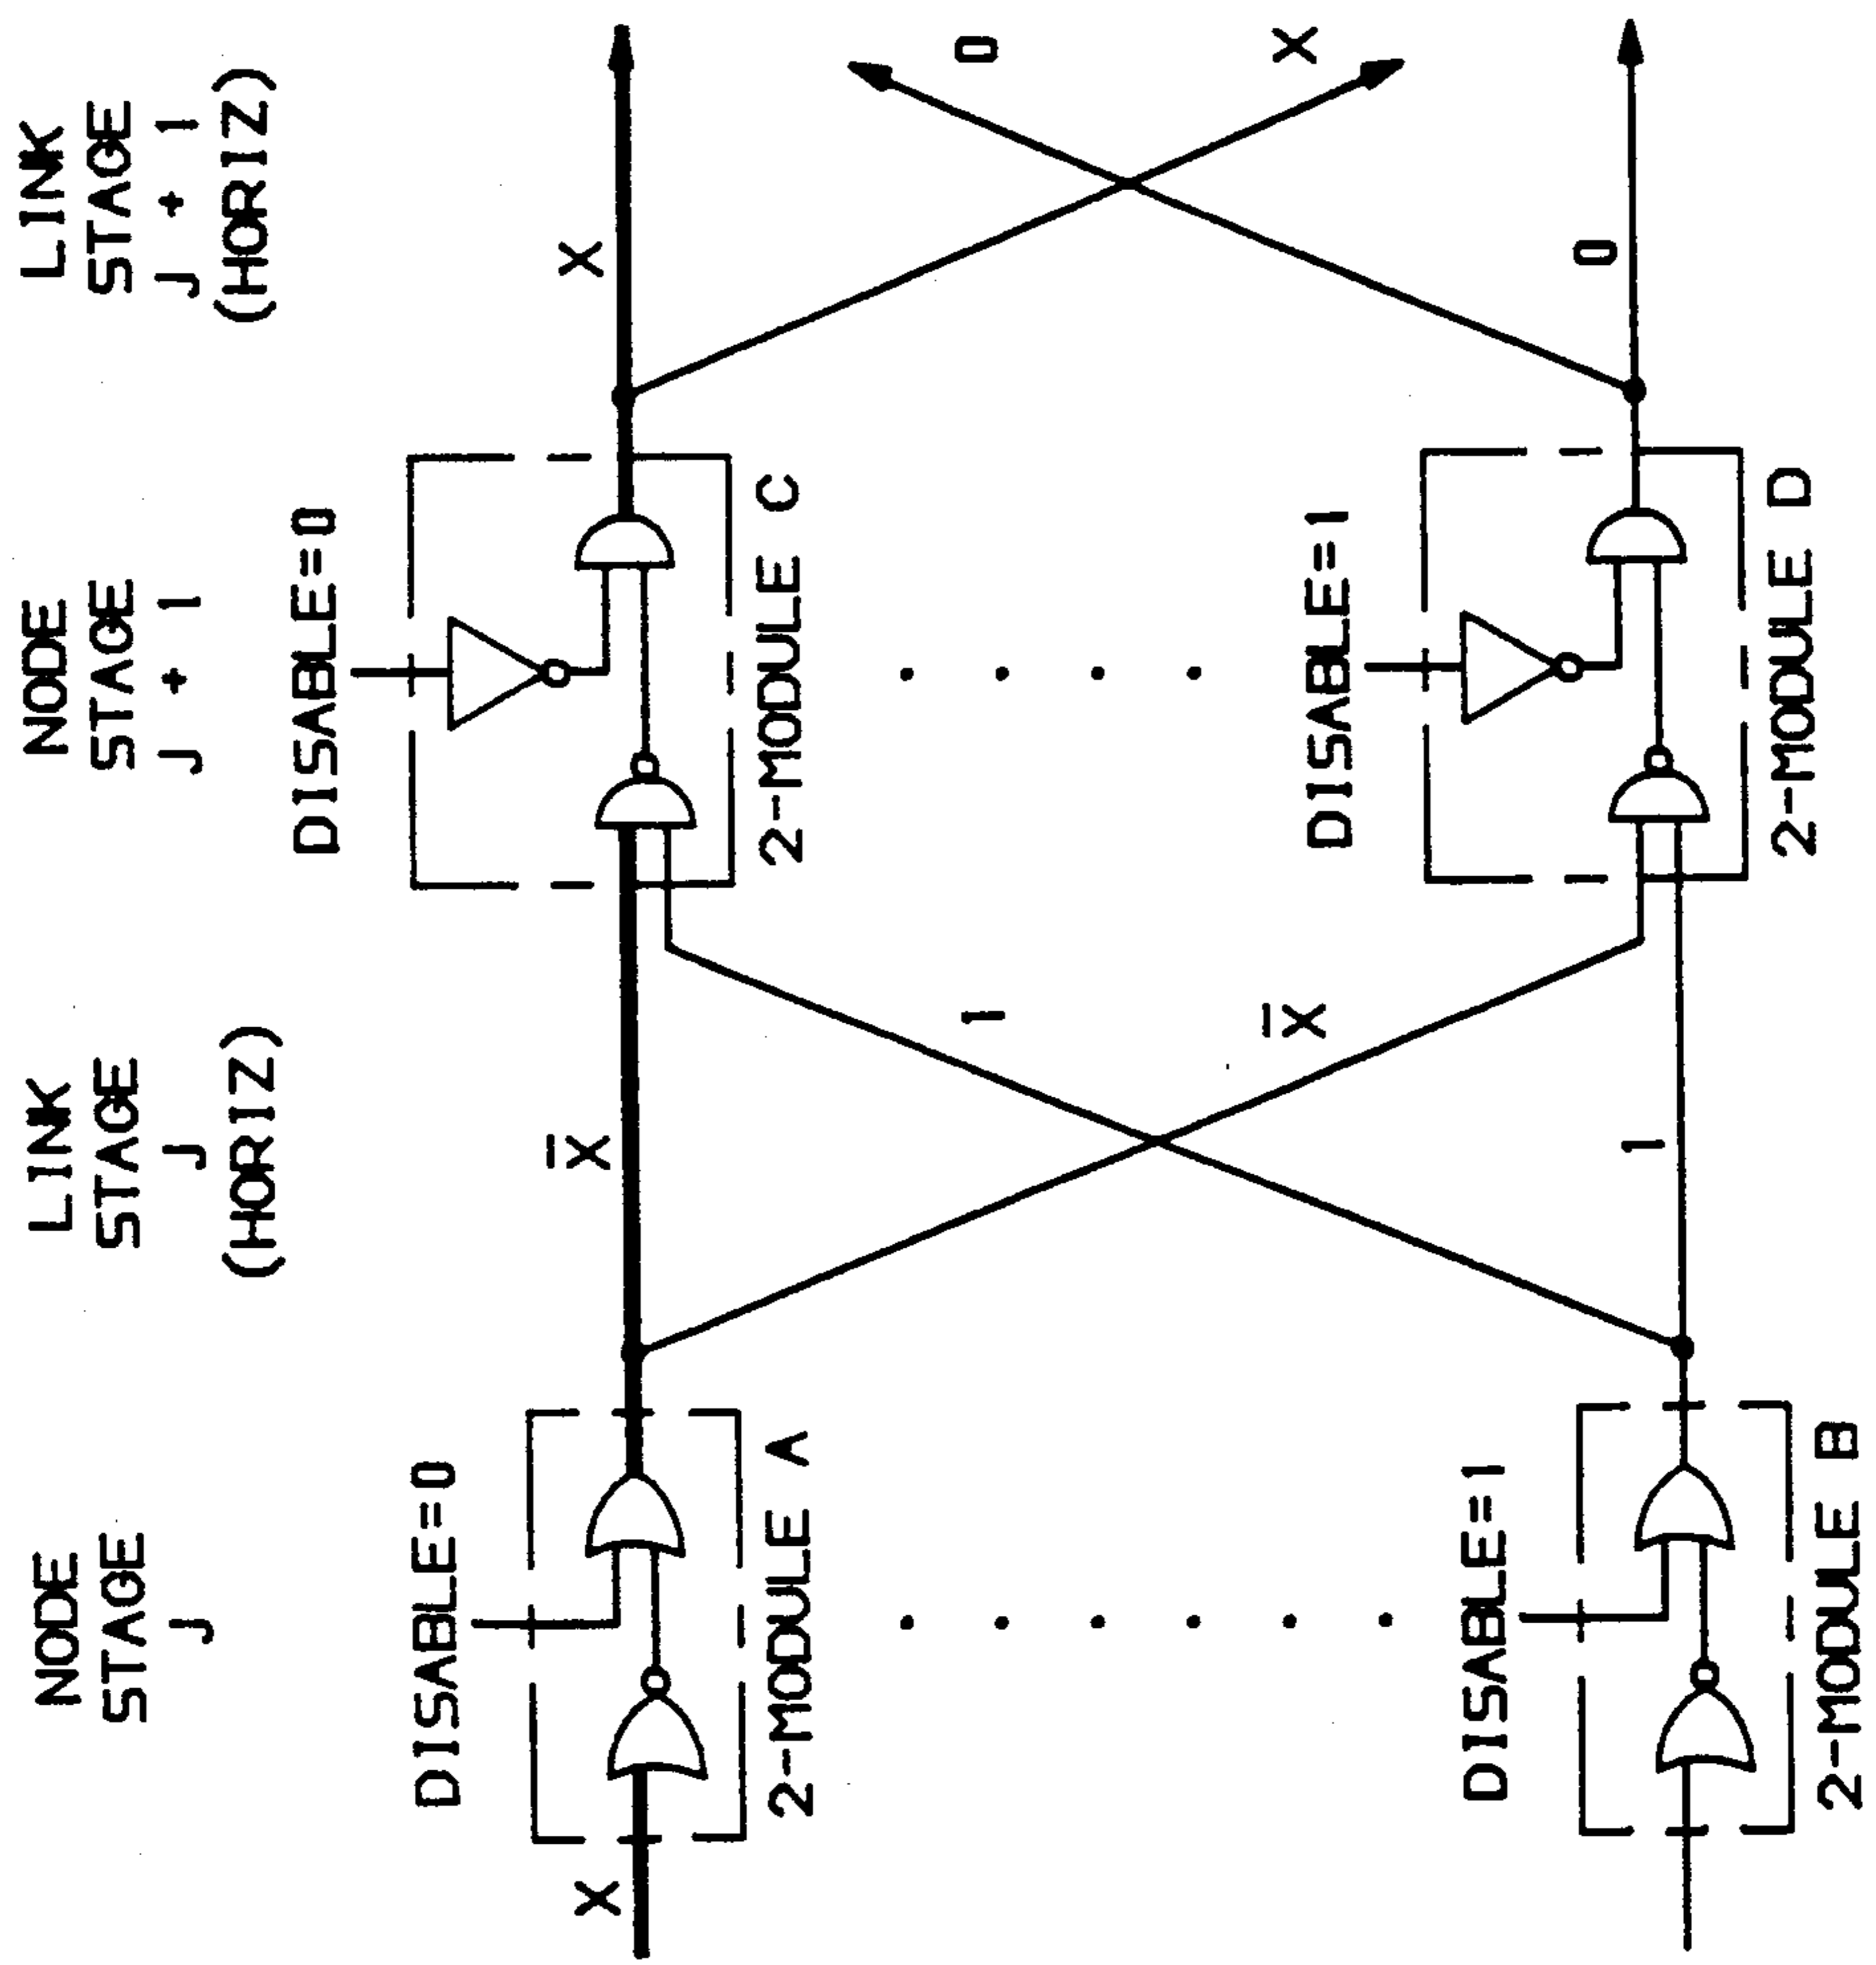 NODE
STAGE
J
LINK
STAGE
J
(HORIZ)
NODE
STAGE
J + 1
LINK
STAGE
J + 1
(HORIZ)
X
DISABLE=0
2-MODULE A
X̅
DISABLE=0
2-MODULE C
X
1
X̅
0
X
DISABLE=1
2-MODULE B
1
DISABLE=1
2-MODULE D
0